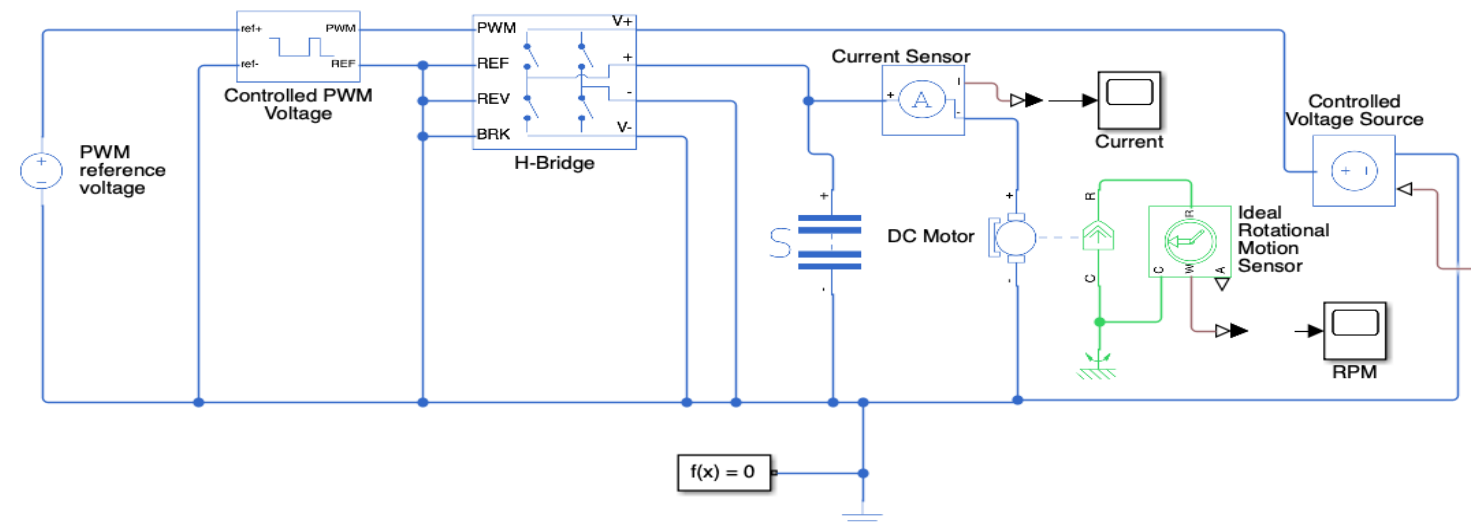 ref+
ref-
PWM
REF
Controlled PWM
Voltage
PWM
REF
REV
BRK
V+
+
-
V-
H-Bridge
PWM
reference
voltage
+
−
Current Sensor
+
A
I
-
Current
Controlled
Voltage Source
+ I
S
+
-
DC Motor
+
-
R
C
R
C
W
A
Ideal
Rotational
Motion
Sensor
RPM
f(x) = 0